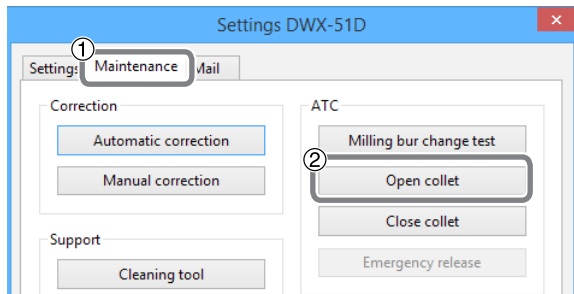 Settings DWX-51D
①
Settings Maintenance Mail
Correction
Automatic correction
Manual correction
Support
Cleaning tool
ATC
Milling bur change test
②
Open collet
Close collet
Emergency release